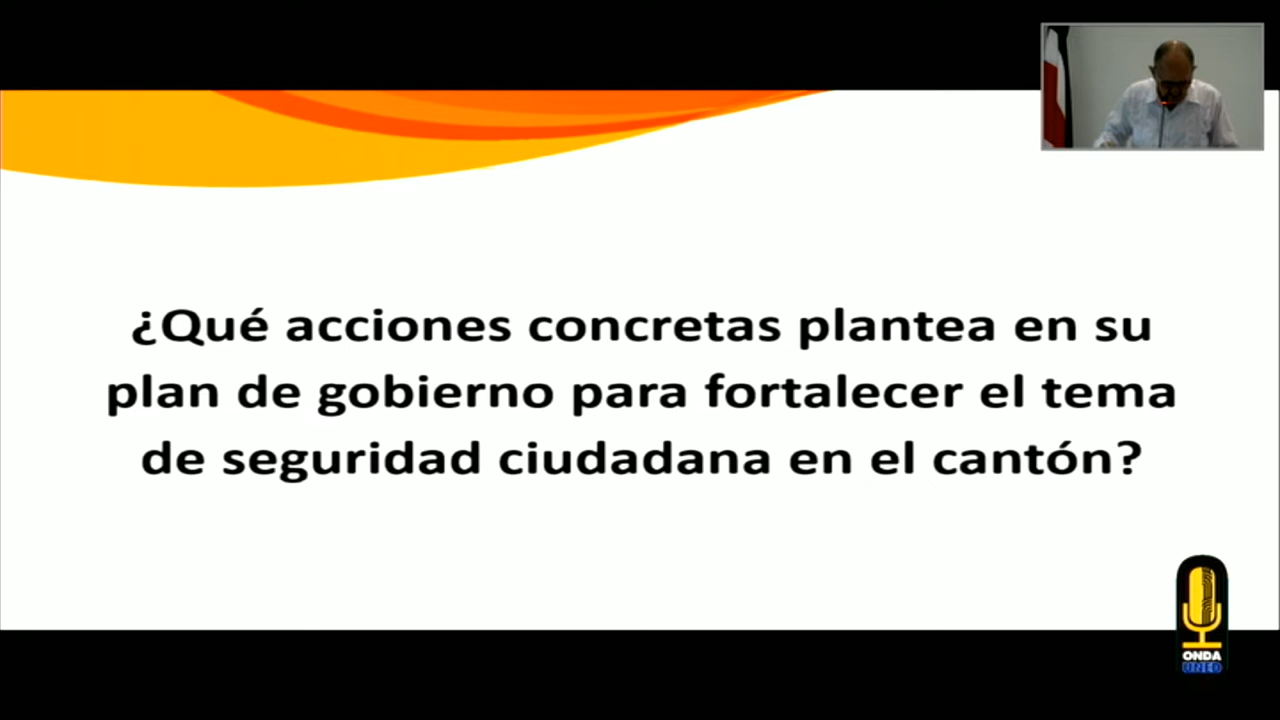 ¿Qué acciones concretas plantea en su
plan de gobierno para fortalecer el tema
de seguridad ciudadana en el cantón?
ONDA
UNED